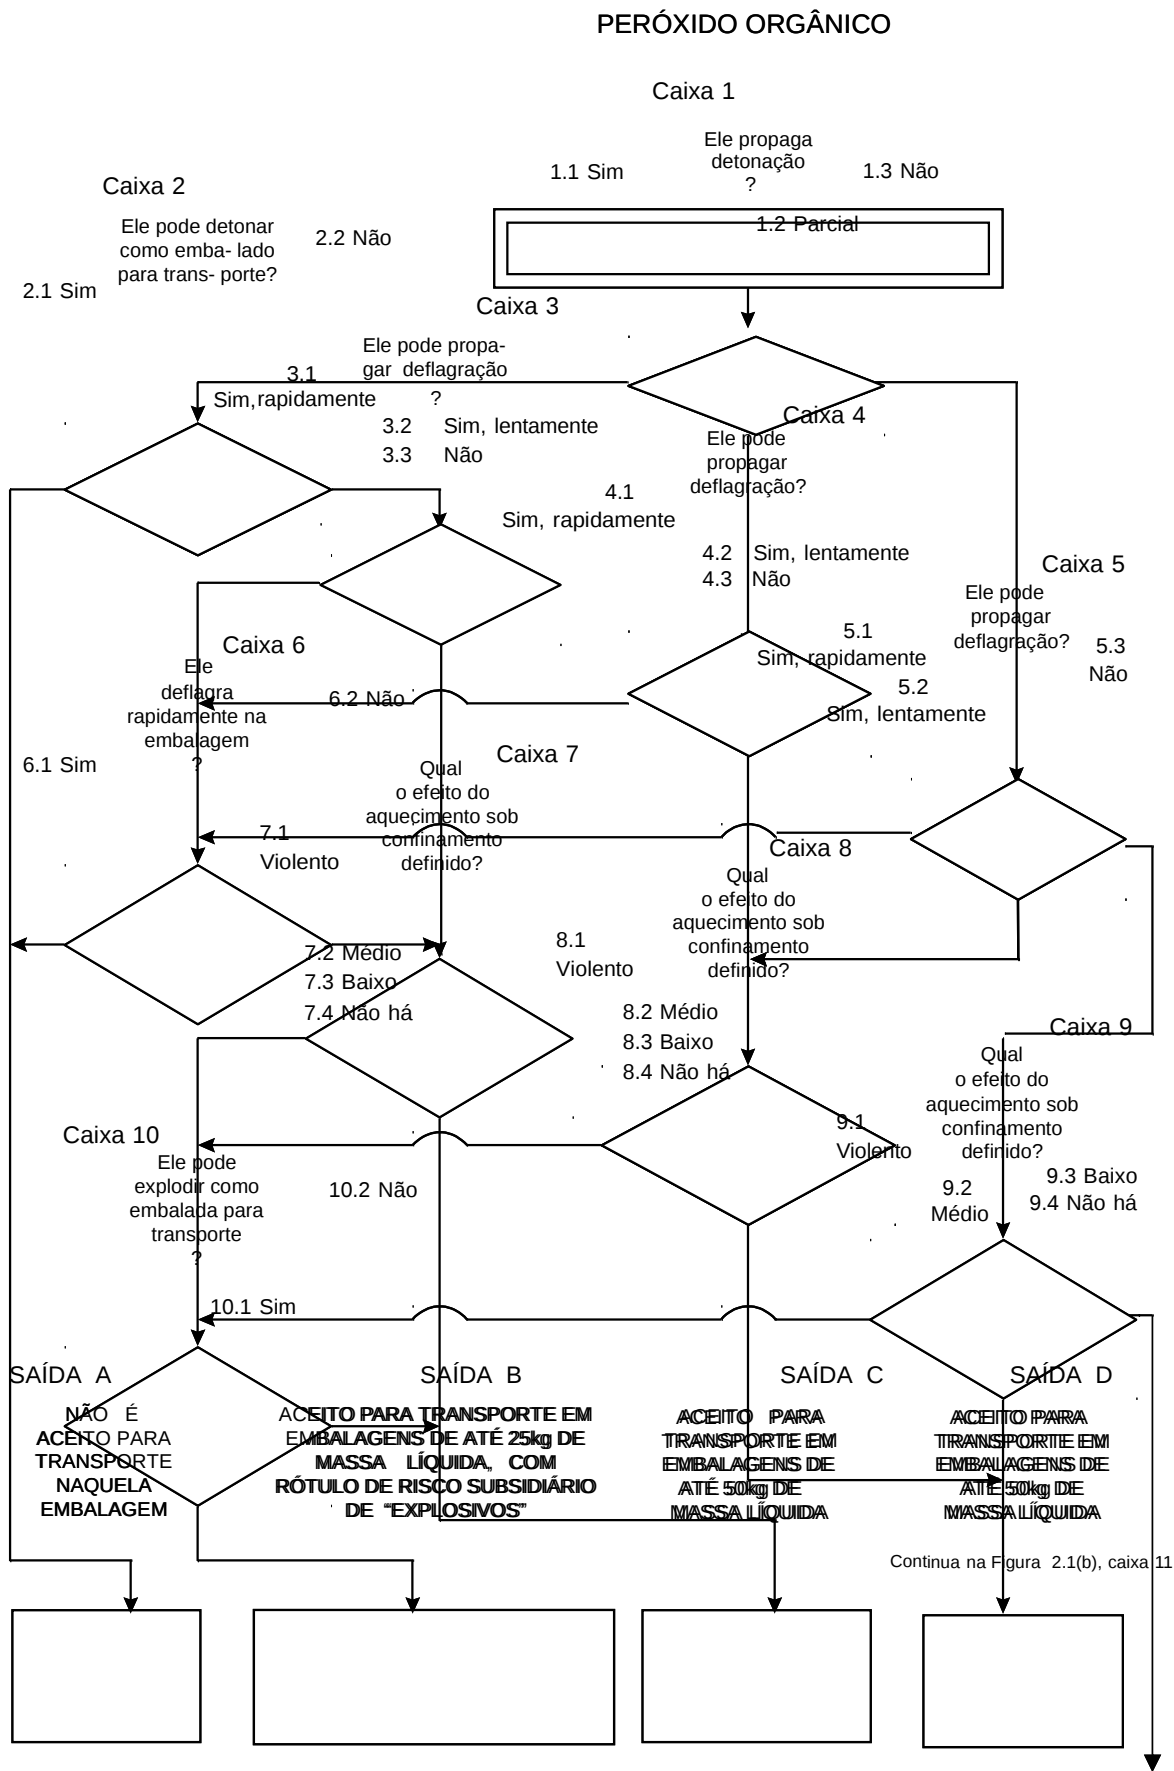 PERÓXIDO ORGÂNICO
Caixa 1
Ele propaga
detonação
?
1.1 Sim
1.3 Não
1.2 Parcial
Caixa 2
Ele pode detonar
como emba- lado
para trans- porte?
2.2 Não
2.1 Sim
Caixa 3
Ele pode propa-
gar deflagração
?
3.1
Sim, rapidamente
3.2 Sim, lentamente
3.3 Não
Caixa 4
Ele pode
propagar
deflagração?
4.1
Sim, rapidamente
4.2 Sim, lentamente
4.3 Não
Caixa 5
Ele pode
propagar
deflagração?
5.1
Sim, rapidamente
5.2
Sim, lentamente
5.3
Não
Caixa 6
Ele
deflagra
rapidamente na
embalagem
?
6.2 Não
6.1 Sim
Caixa 7
Qual
o efeito do
aquecimento sob
confinamento
definido?
7.1
Violento
7.2 Médio
7.3 Baixo
7.4 Não há
Caixa 8
Qual
o efeito do
aquecimento sob
confinamento
definido?
8.1
Violento
8.2 Médio
8.3 Baixo
8.4 Não há
Caixa 9
Qual
o efeito do
aquecimento sob
confinamento
definido?
9.1
Violento
9.2
Médio
9.3 Baixo
9.4 Não há
Caixa 10
Ele pode
explodir como
embalada para
transporte
?
10.2 Não
10.1 Sim
SAÍDA A
NÃO É
ACEITO PARA
TRANSPORTE
NAQUELA
EMBALAGEM
SAÍDA B
ACEITO PARA TRANSPORTE EM
EMBALAGENS DE ATÉ 25kg DE
MASSA LÍQUIDA, COM
RÓTULO DE RISCO SUBSIDIÁRIO
DE "EXPLOSIVOS"
SAÍDA C
ACEITO PARA
TRANSPORTE EM
EMBALAGENS DE
ATÉ 50kg DE
MASSA LÍQUIDA
SAÍDA D
ACEITO PARA
TRANSPORTE EM
EMBALAGENS DE
ATÉ 50kg DE
MASSA LÍQUIDA
Continua na Figura 2.1(b), caixa 11